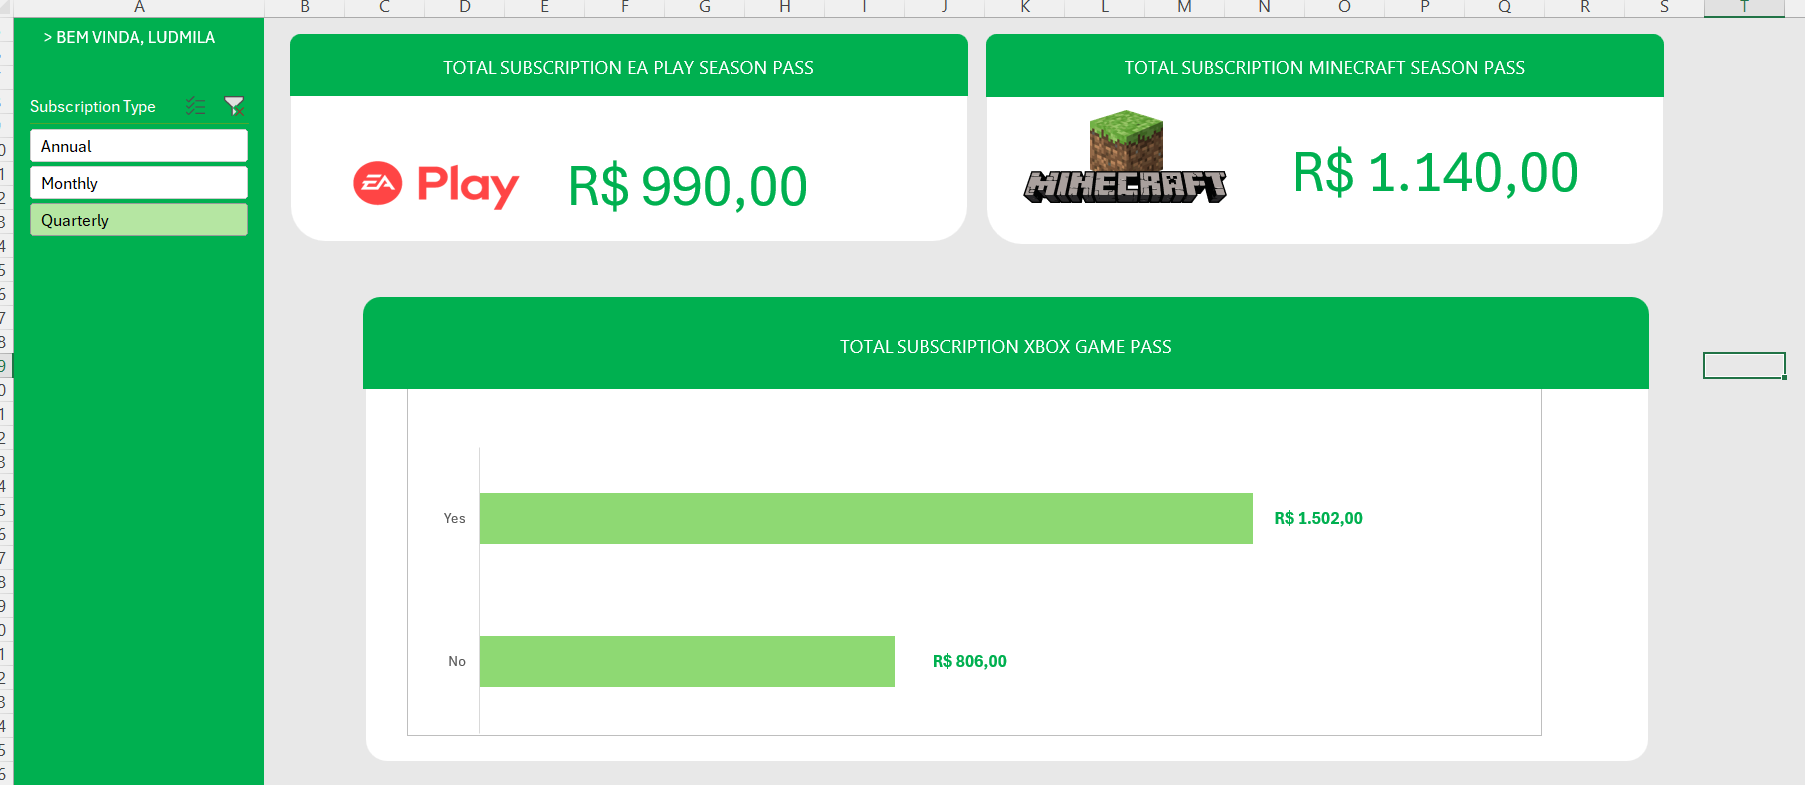 A B C D E F G H I J K L M N O P Q R S T
> BEM VINDA, LUDMILA
Subscription Type
Annual
Monthly
Quarterly
TOTAL SUBSCRIPTION EA PLAY SEASON PASS
EA Play
R$ 990,00
TOTAL SUBSCRIPTION MINECRAFT SEASON PASS
MINECRAFT
R$ 1.140,00
TOTAL SUBSCRIPTION XBOX GAME PASS
Yes
R$ 1.502,00
No
R$ 806,00